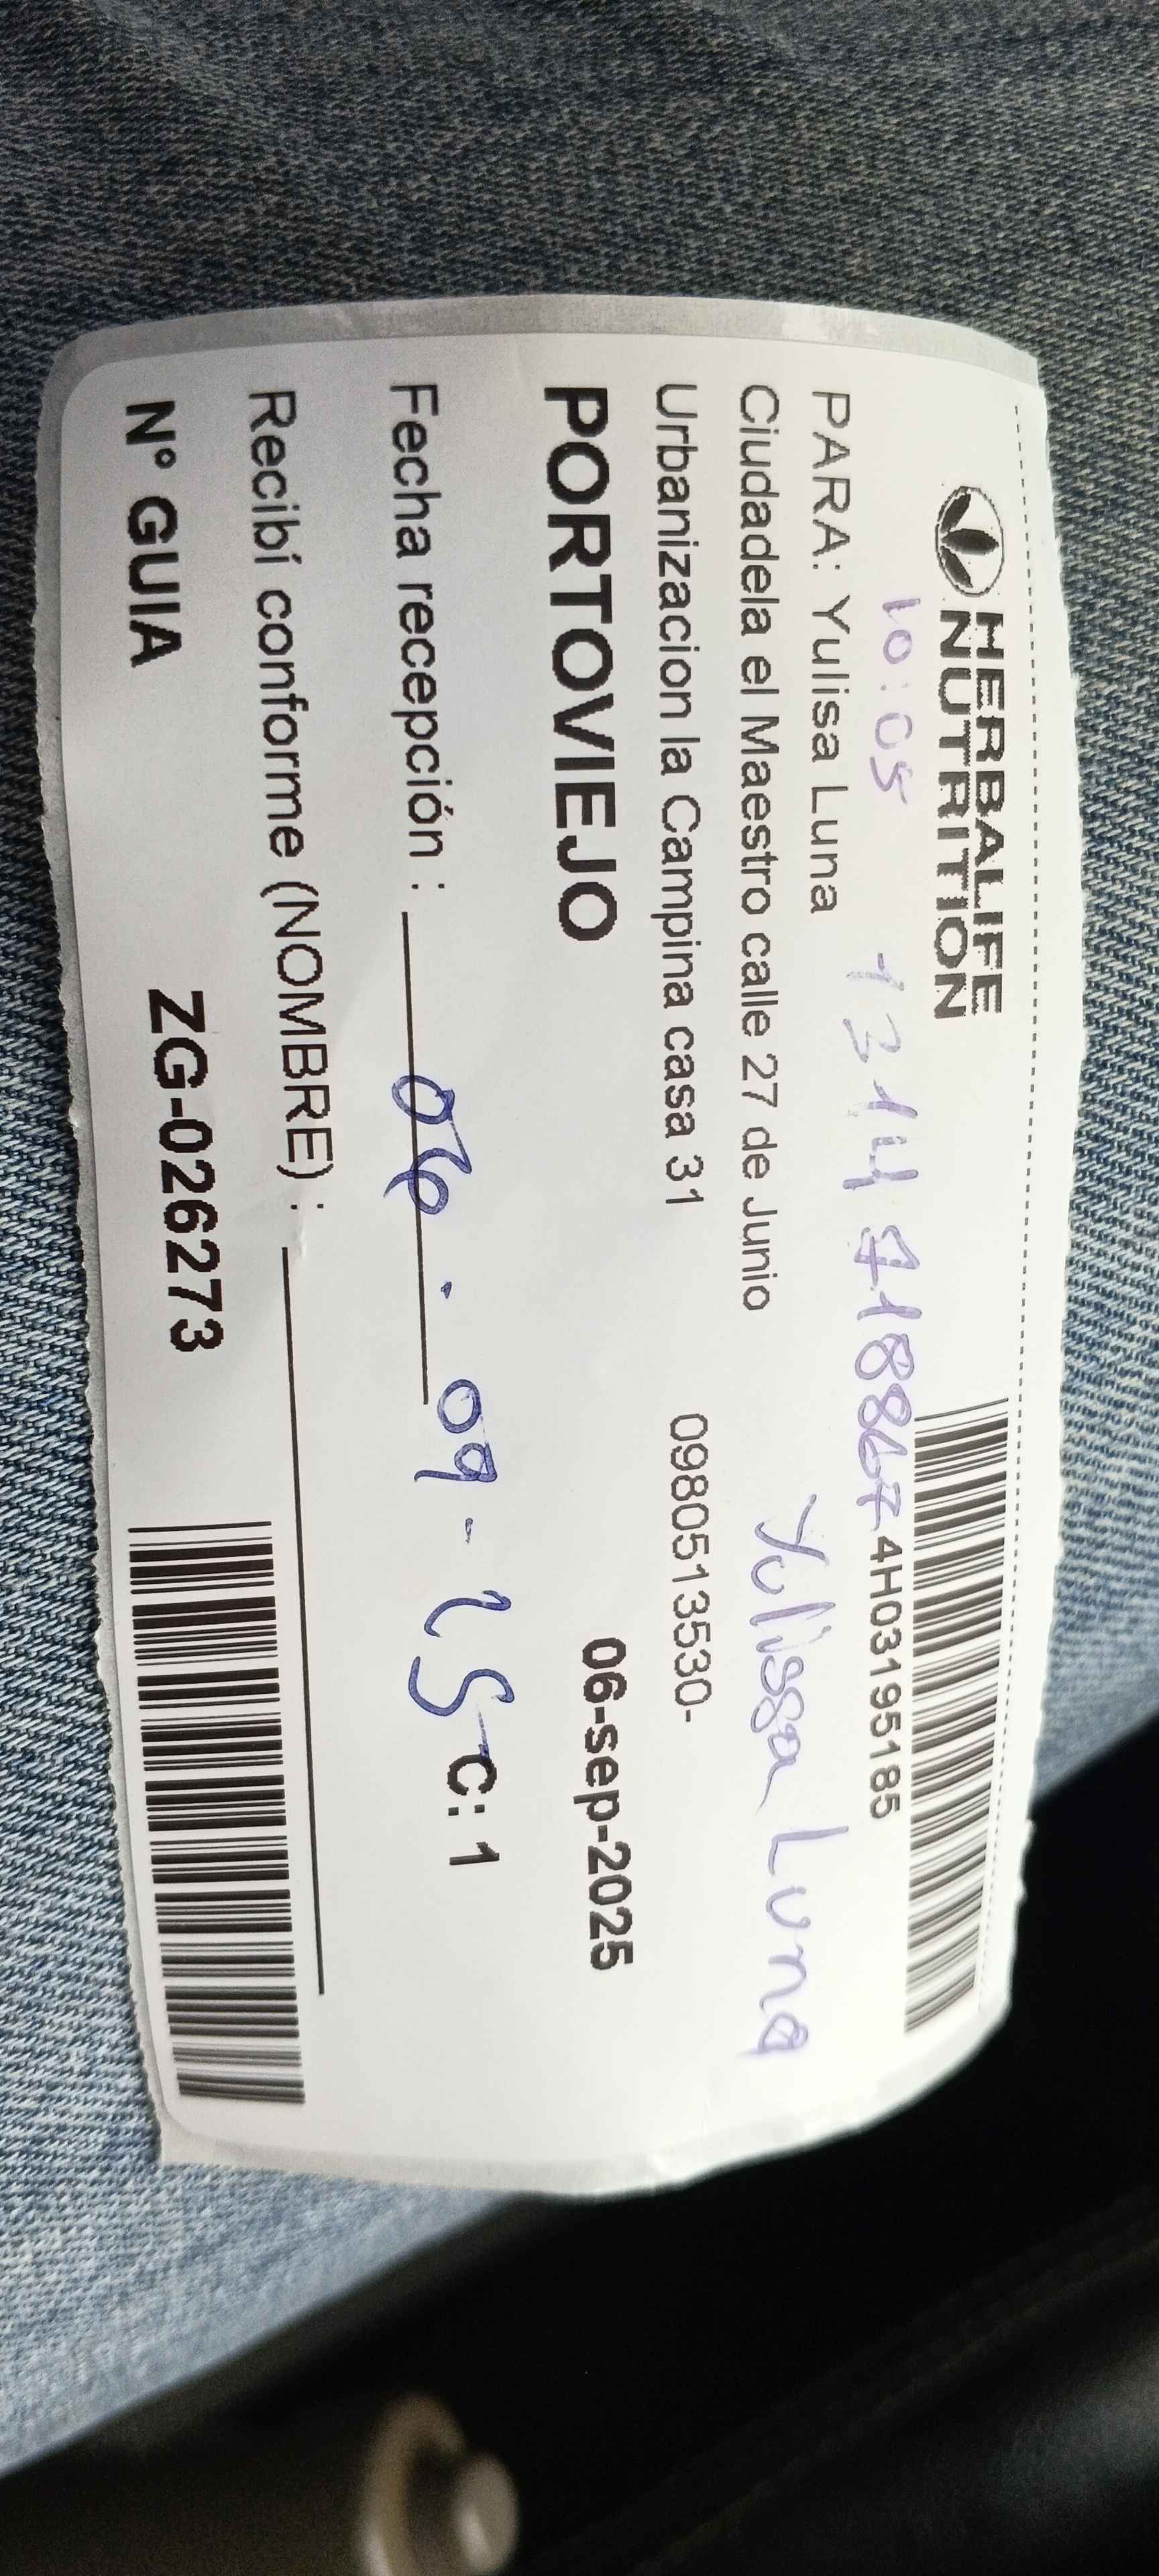 HERBALIFE
NUTRITION
10:05
4H03195185
PARA: Yulisa Luna
Yulissa Luna
Ciudadela el Maestro calle 27 de Junio
Urbanizacion la Campina casa 31 0980513530-
PORTOVIEJO 06-sep-2025
Fecha recepción : 06-09-25 C: 1
Recibí conforme (NOMBRE) :
N° GUIA ZG-026273